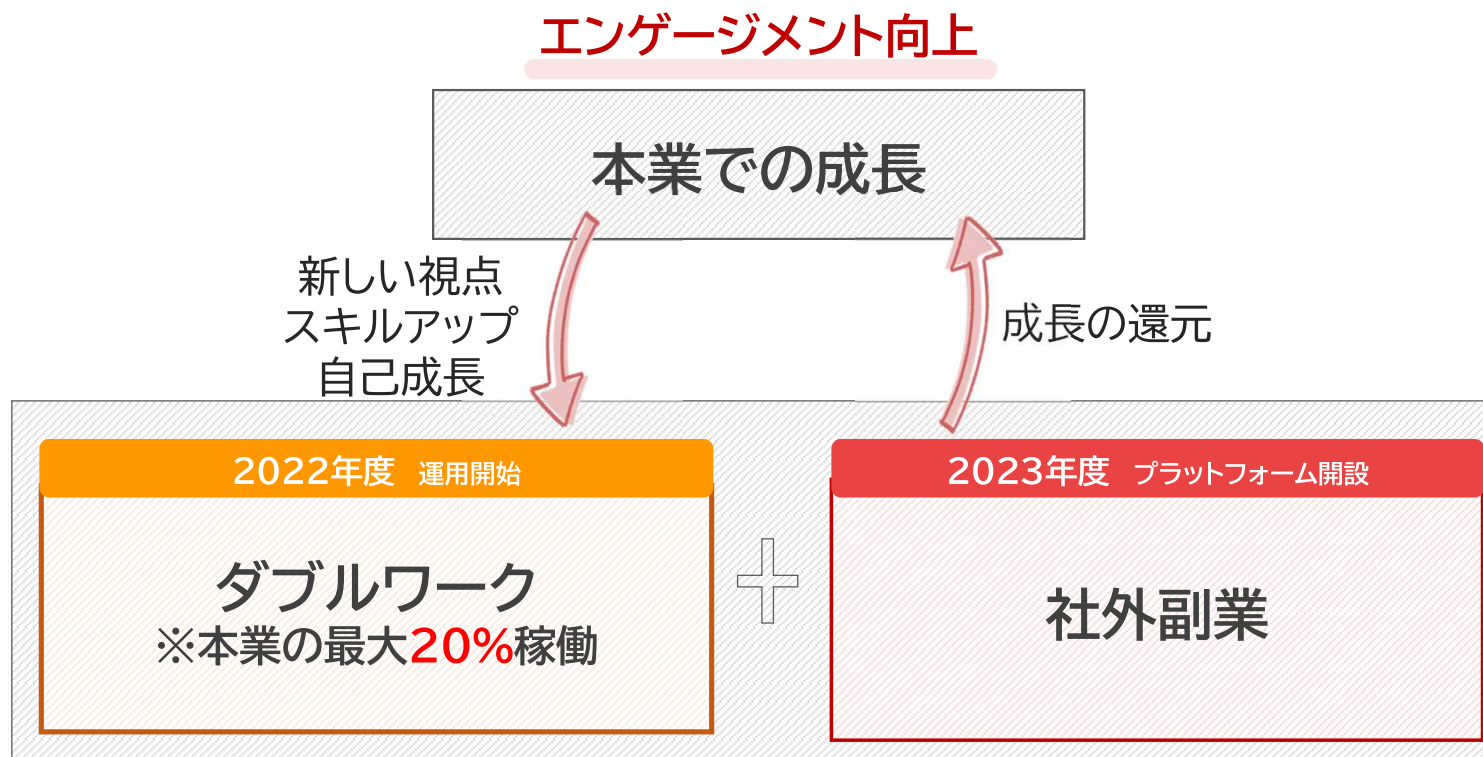 エンゲージメント向上
本業での成長
新しい視点
スキルアップ
自己成長
成長の還元
2022年度 運用開始
ダブルワーク
※本業の最大20%稼働
2023年度 プラットフォーム開設
社外副業